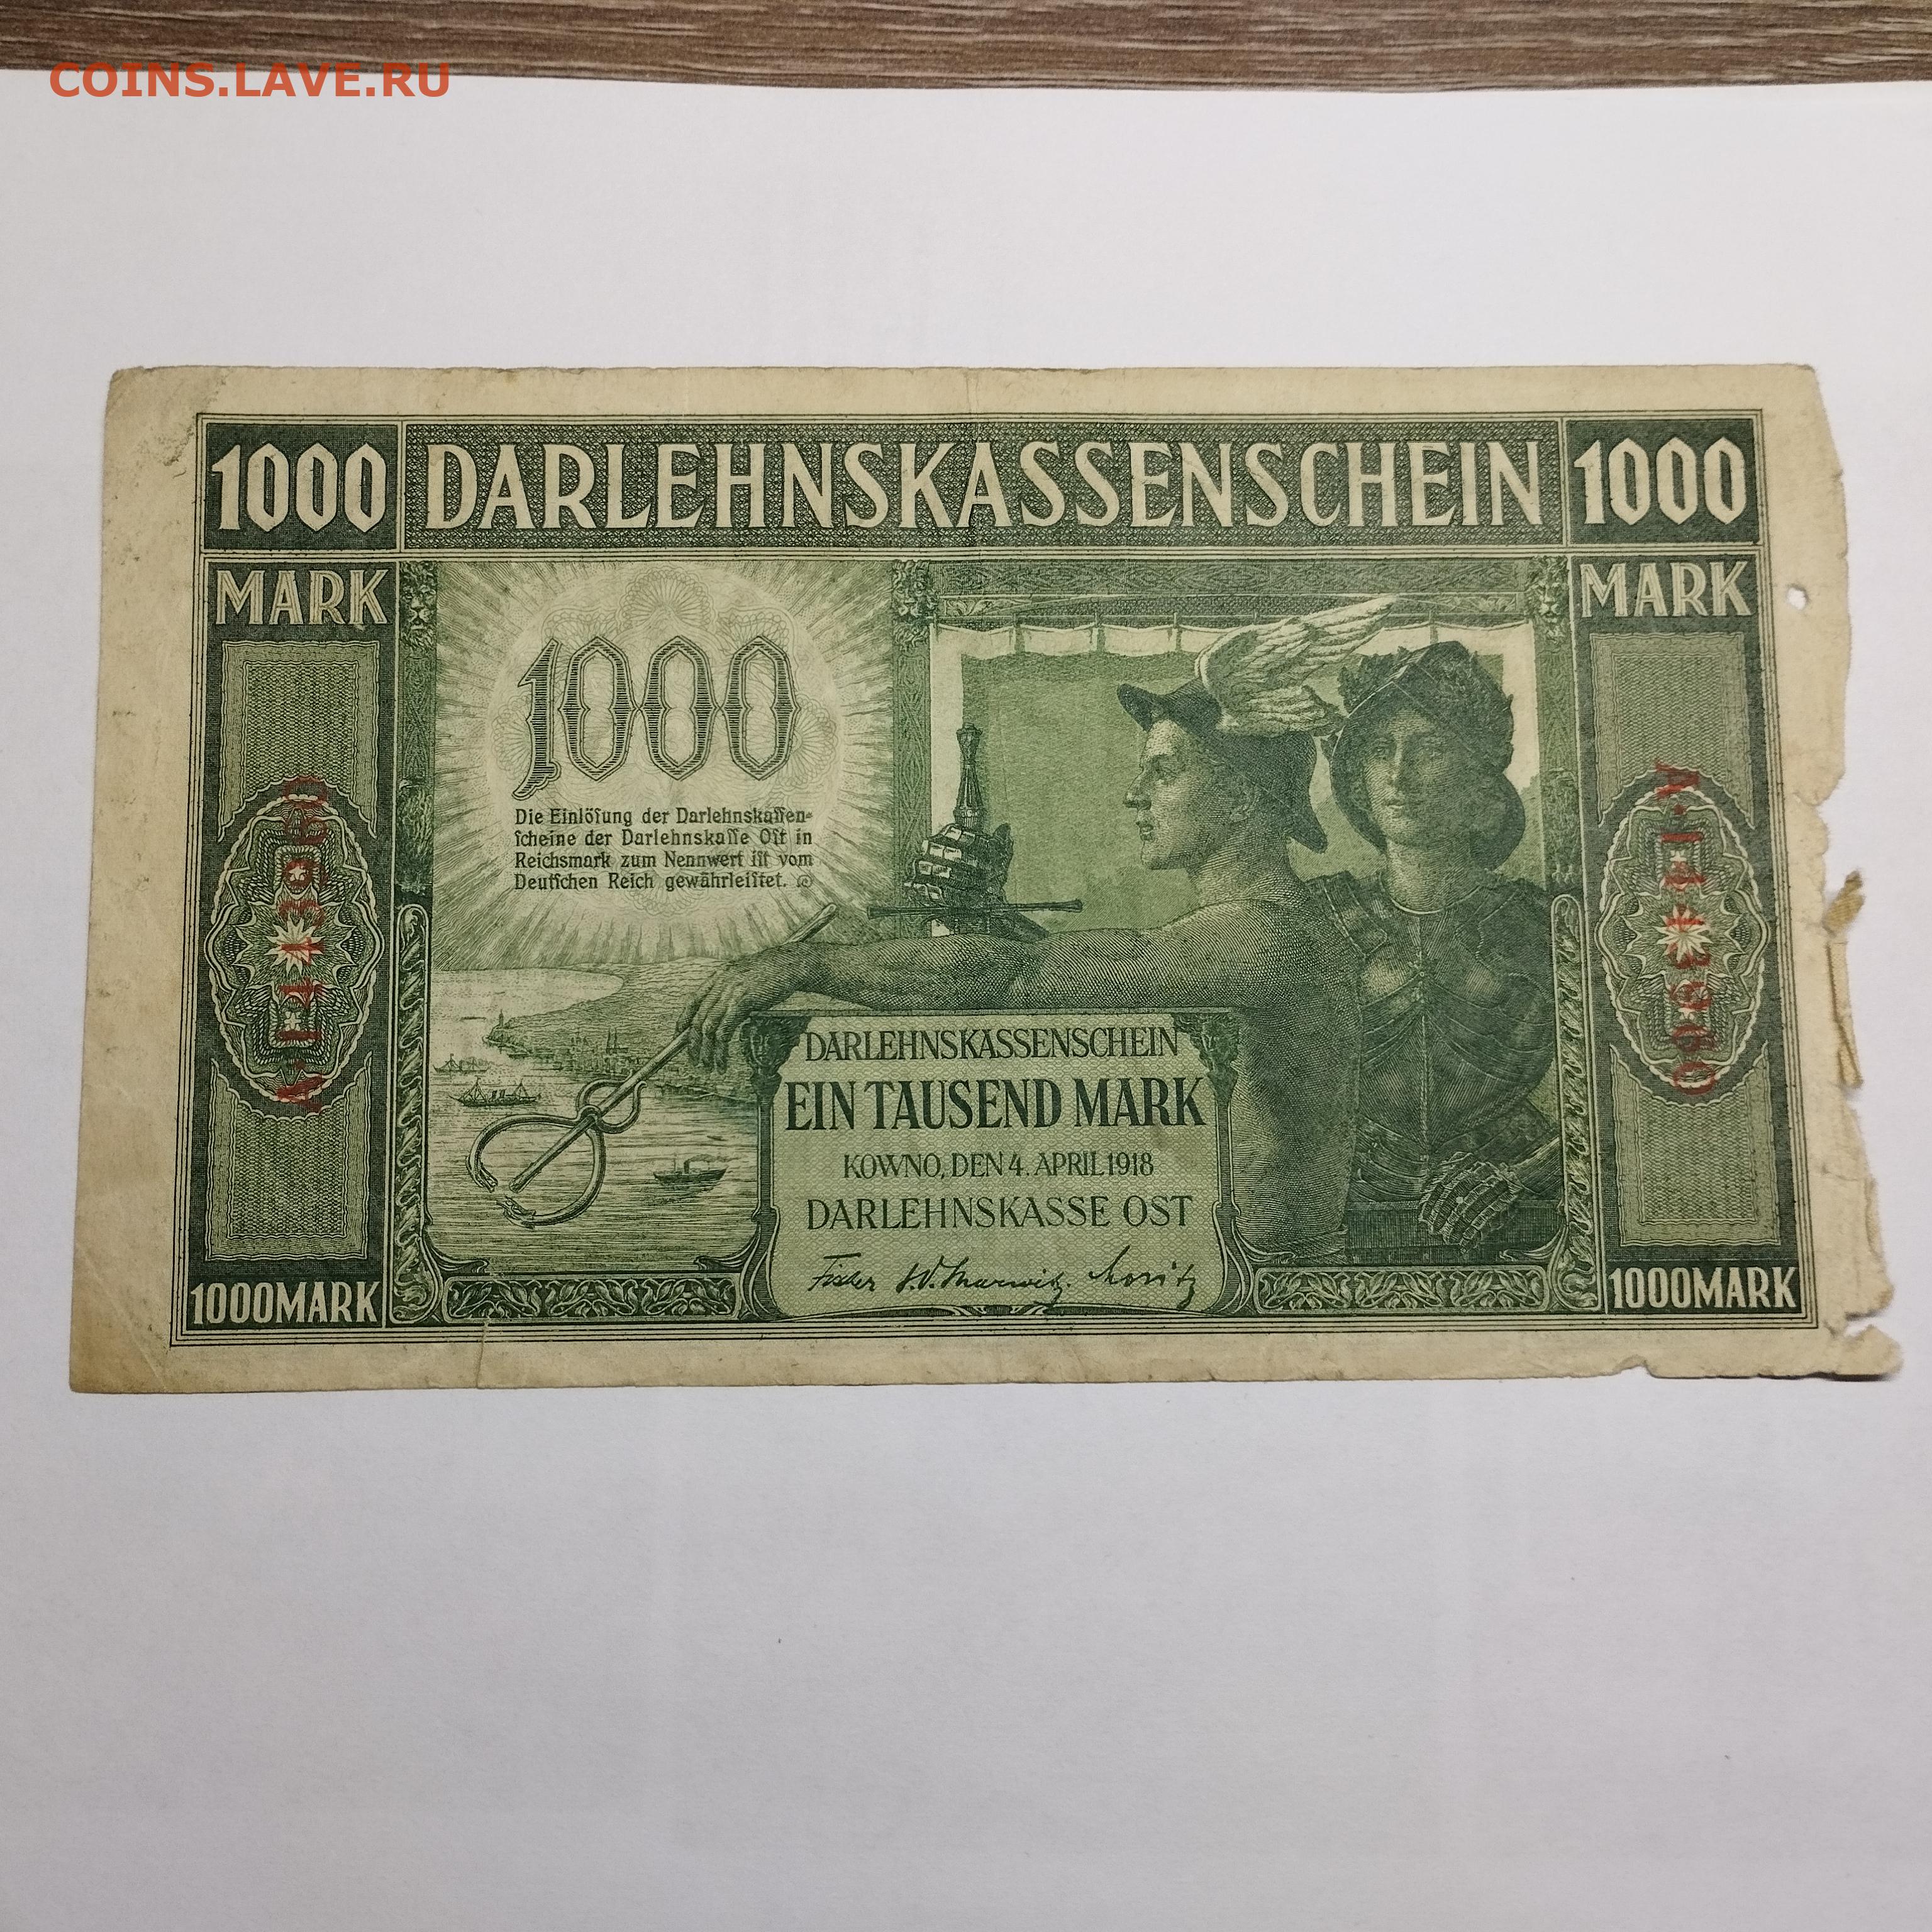 COINS.LAVE.RU
1000 DARLEHNSKASSENSCHEIN 1000
MARK
MARK
1000
Die Einlöſung der Darlehnskaſſen-
ſcheine der Darlehnskaſſe Oſt in
Reichsmark zum Nennwert iſt vom
Deutſchen Reich gewährleiſtet.
DARLEHNSKASSENSCHEIN
EIN TAUSEND MARK
KOWNO, DEN 4. APRIL 1918
DARLEHNSKASSE OST
Fischer
1000MARK
1000MARK